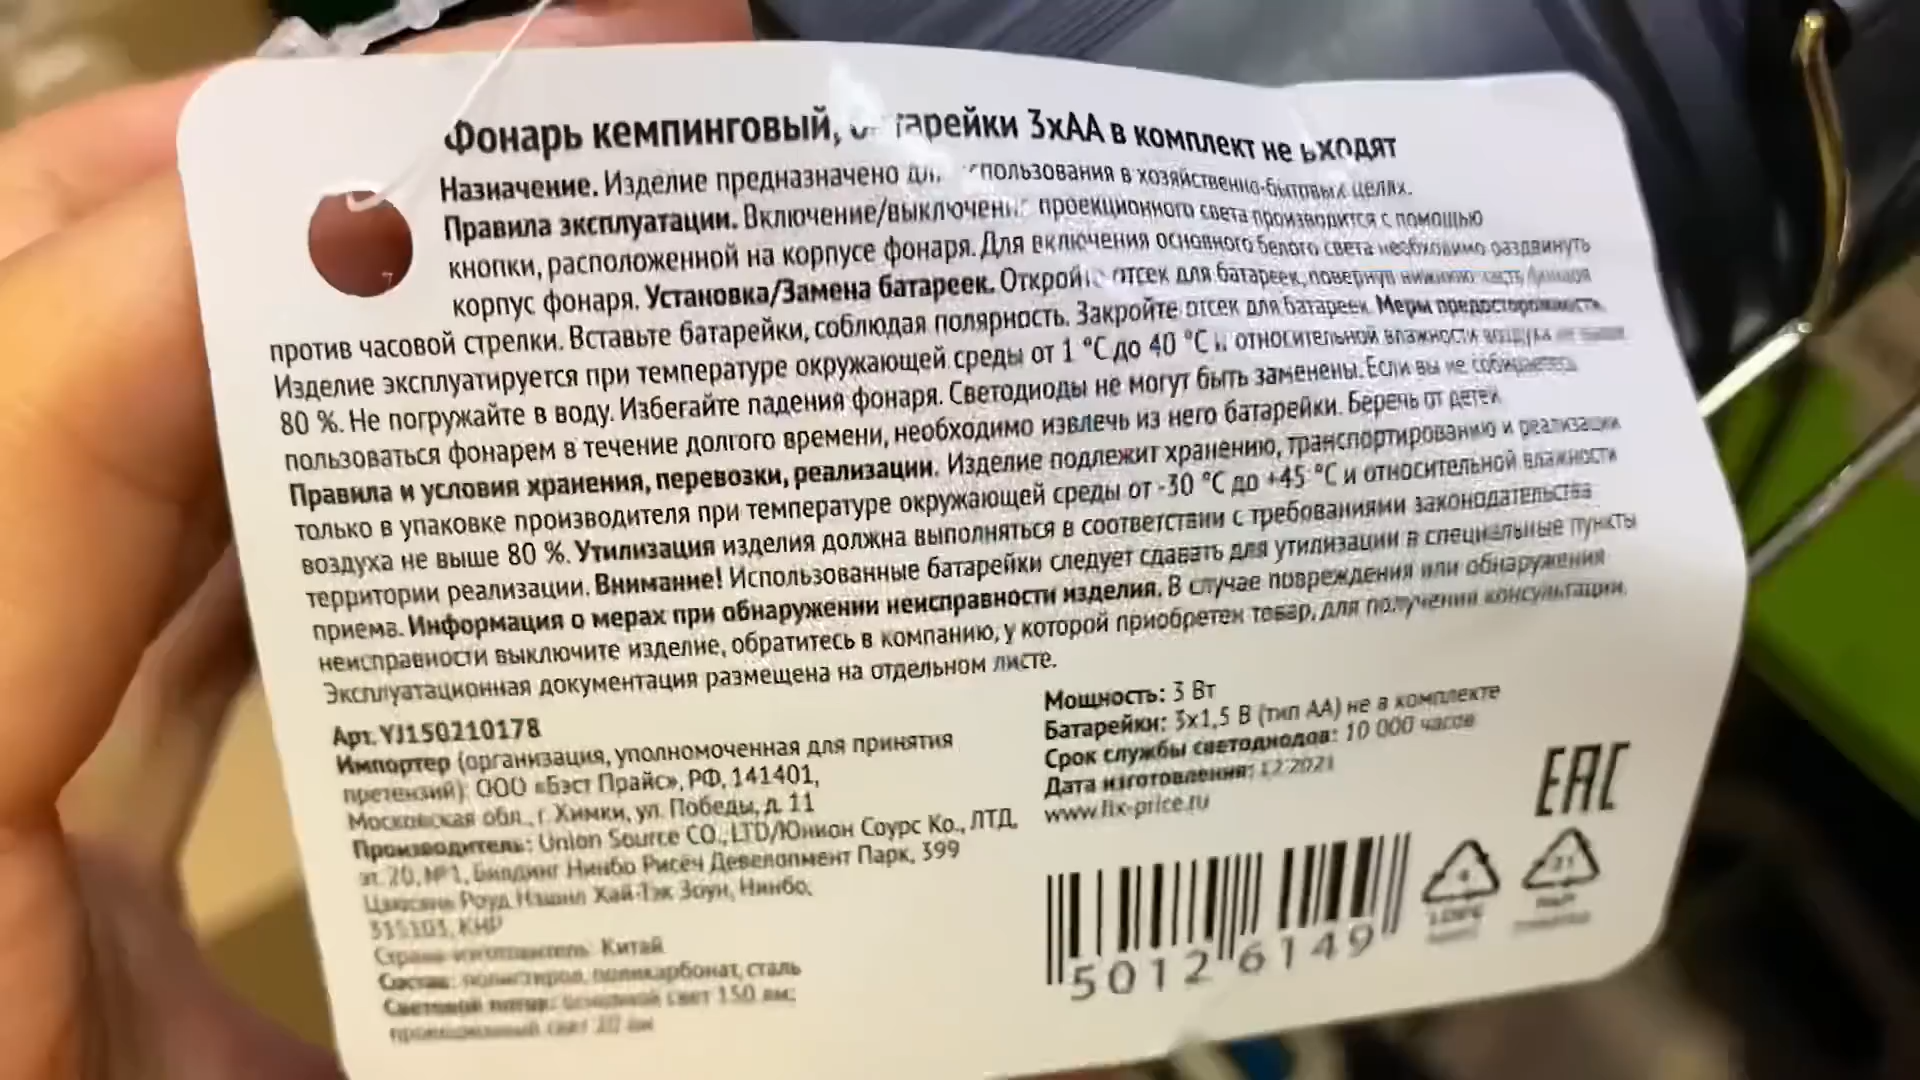 Фонарь кемпинговый, батарейки 3хАА в комплект не входят
Назначение. Изделие предназначено для использования в хозяйственно-бытовых целях.
Правила эксплуатации. Включение/выключение проекционного света производится с помощью
кнопки, расположенной на корпусе фонаря. Для включения основного белого света необходимо раздвинуть
корпус фонаря. Установка/Замена батареек. Откройте отсек для батареек, повернув нижнюю часть фонаря
против часовой стрелки. Вставьте батарейки, соблюдая полярность. Закройте отсек для батареек. Меры предосторожности.
Изделие эксплуатируется при температуре окружающей среды от 1 °С до 40 °С и относительной влажности воздуха не выше
80 %. Не погружайте в воду. Избегайте падения фонаря. Светодиоды не могут быть заменены. Если вы не собираетесь
пользоваться фонарем в течение долгого времени, необходимо извлечь из него батарейки. Беречь от детей.
Правила и условия хранения, перевозки, реализации. Изделие подлежит хранению, транспортированию и реализации
только в упаковке производителя при температуре окружающей среды от -30 °С до +45 °С и относительной влажности
воздуха не выше 80 %. Утилизация изделия должна выполняться в соответствии с требованиями законодательства
территории реализации. Внимание! Использованные батарейки следует сдавать для утилизации в специальные пункты
приема. Информация о мерах при обнаружении неисправности изделия. В случае повреждения или обнаружения
неисправности выключите изделие, обратитесь в компанию, у которой приобретен товар, для получения консультации.
Эксплуатационная документация размещена на отдельном листе.
Арт. YJ150210178
Импортер (организация, уполномоченная для принятия
претензий): ООО «Бэст Прайс», РФ, 141401,
Московская обл., г. Химки, ул. Победы, д. 11
Производитель: Union Source CO., LTD/Юнион Соурс Ко., ЛТД,
эт. 20, №1, Билдинг Нинбо Рисёч Девелопмент Парк, 399
Роуд Хай-Тэк Зоун, Нинбо,
315103, КНР
Страна-изготовитель: Китай
Состав: полистирол, поликарбонат, сталь
Световой поток: основной свет 150 лм;
проекционный свет 20 лм
Мощность: 3 Вт
Батарейки: 3х1,5 В (тип АА) не в комплекте
Срок службы светодиодов: 10 000 часов
Дата изготовления: 12.2021
www.fix-price.ru
EAC
5012 6149
4
LDPE
21
PAP